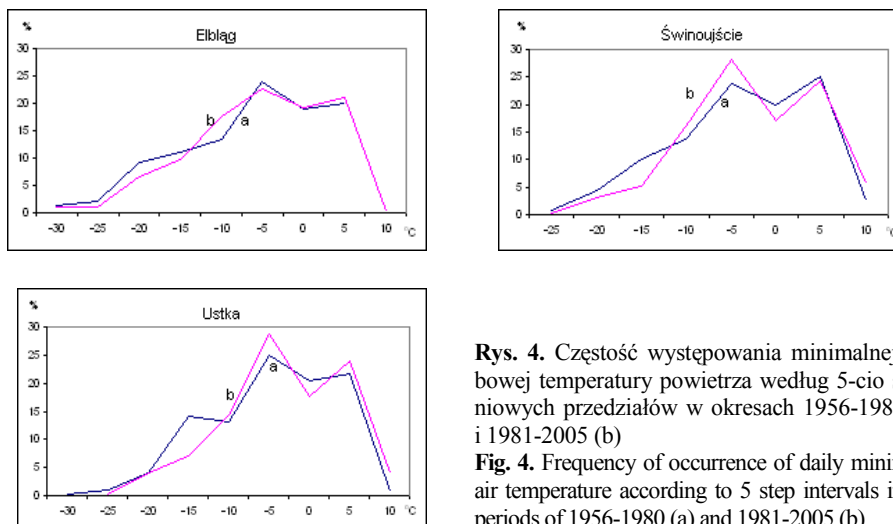 %
Elbląg
30
25
20
15
10
5
0
b
a
-30 -25 -20 -15 -10 -5 0 5 10 °C
%
Świnoujście
30
25
20
15
10
5
0
b
a
-25 -20 -15 -10 -5 0 5 10 °C
%
Ustka
30
25
20
15
10
5
0
b
a
-30 -25 -20 -15 -10 -5 0 5 10 °C
Rys. 4. Częstość występowania minimalnej
bowej temperatury powietrza według 5-cio
niowych przedziałów w okresach 1956-198
i 1981-2005 (b)
Fig. 4. Frequency of occurrence of daily mini
air temperature according to 5 step intervals i
periods of 1956-1980 (a) and 1981-2005 (b)